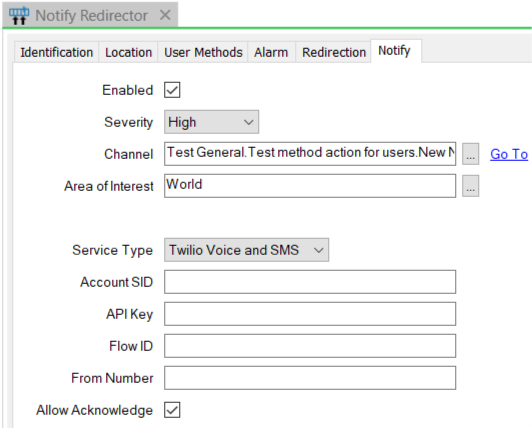 Notify Redirector
Identification Location User Methods Alarm Redirection Notify
Enabled
Severity High
Channel Test General.Test method action for users.New ... Go To
Area of Interest World ...
Service Type Twilio Voice and SMS
Account SID
API Key
Flow ID
From Number
Allow Acknowledge